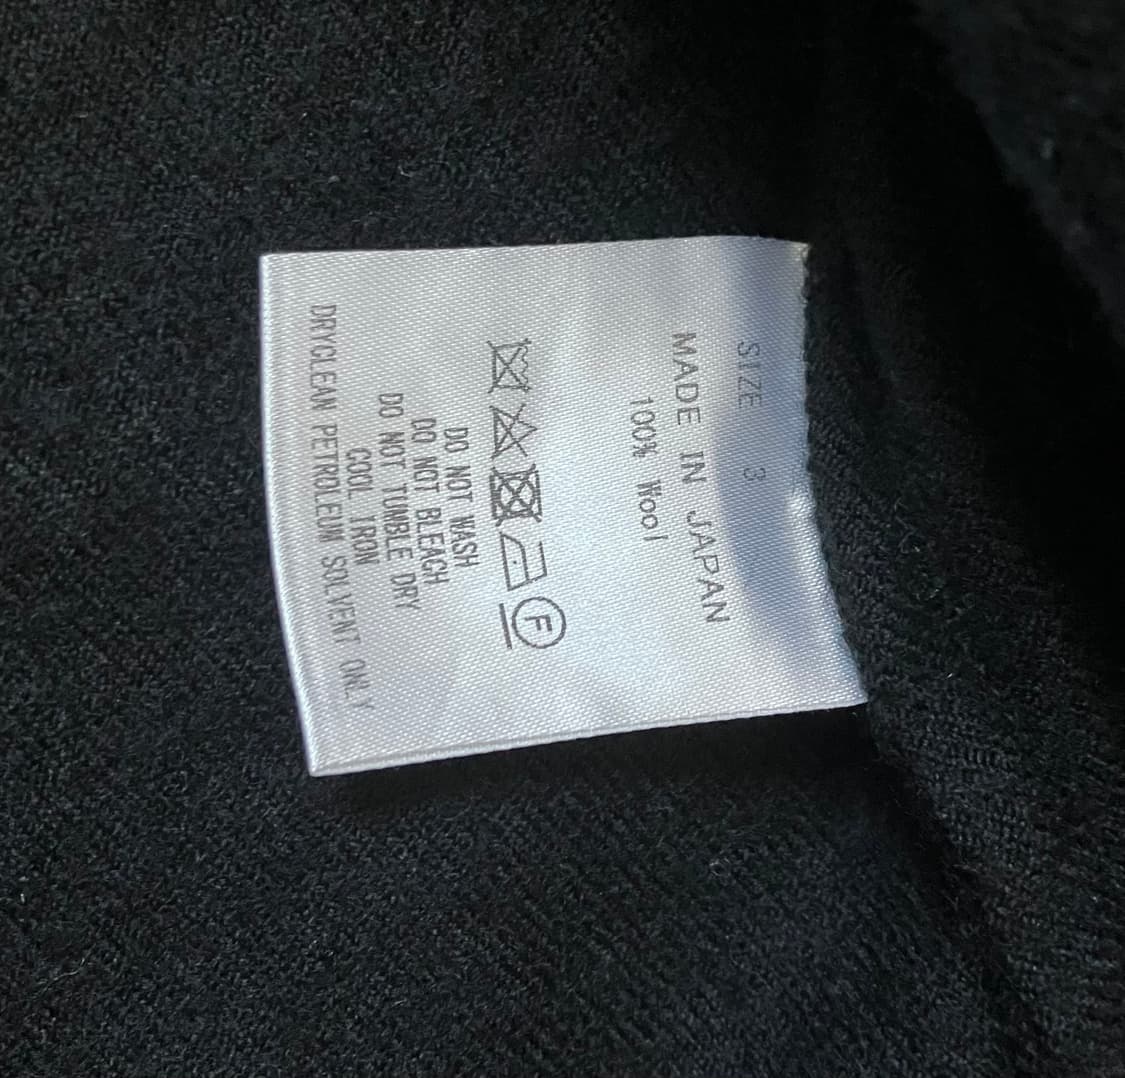 SIZE 3
MADE IN JAPAN
100% Wool
F
DO NOT WASH
DO NOT BLEACH
DO NOT TUMBLE DRY
COOL IRON
DRYCLEAN PETROLEUM SOLVENT ONLY